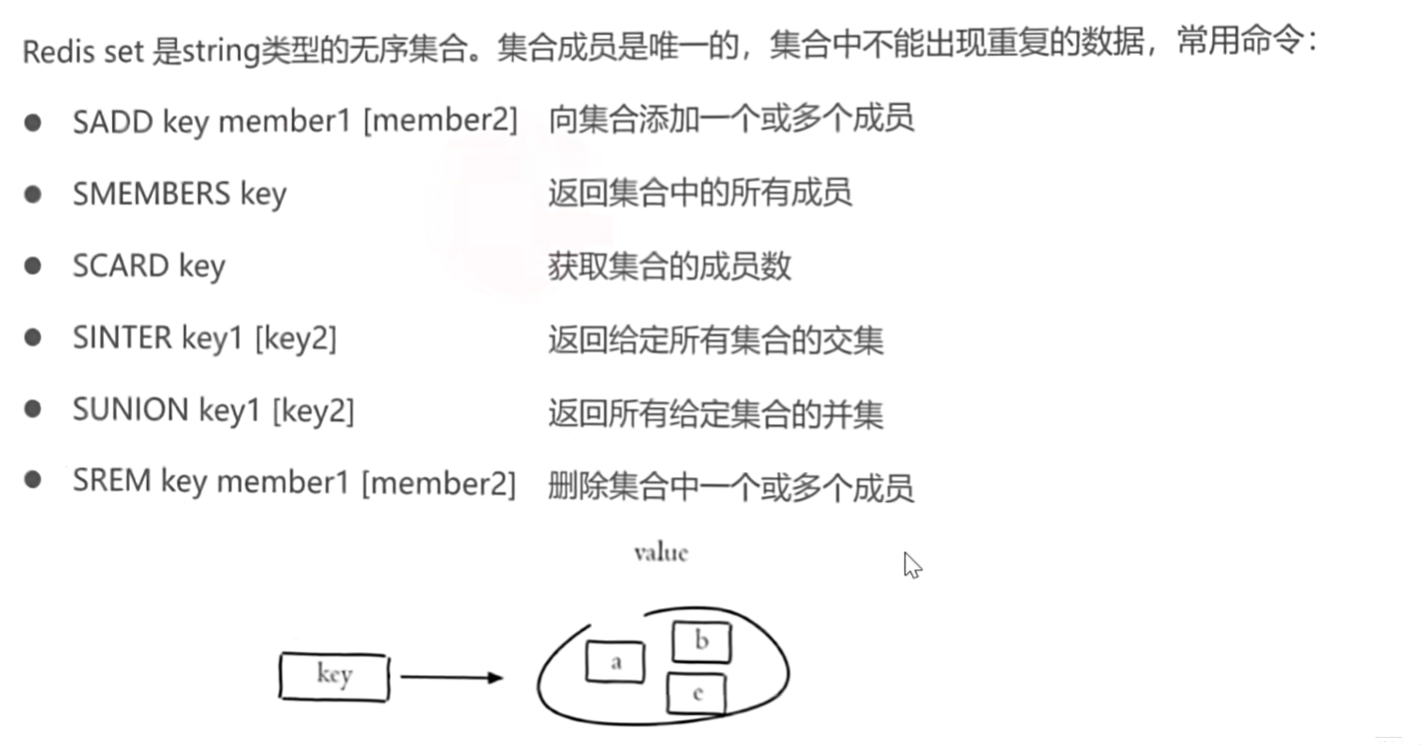 Redis set 是string类型的无序集合。集合成员是唯一的，集合中不能出现重复的数据，常用命令：
● SADD key member1 [member2] 向集合添加一个或多个成员
● SMEMBERS key 返回集合中的所有成员
● SCARD key 获取集合的成员数
● SINTER key1 [key2] 返回给定所有集合的交集
● SUNION key1 [key2] 返回所有给定集合的并集
● SREM key member1 [member2] 删除集合中一个或多个成员
value
b
a
key
c